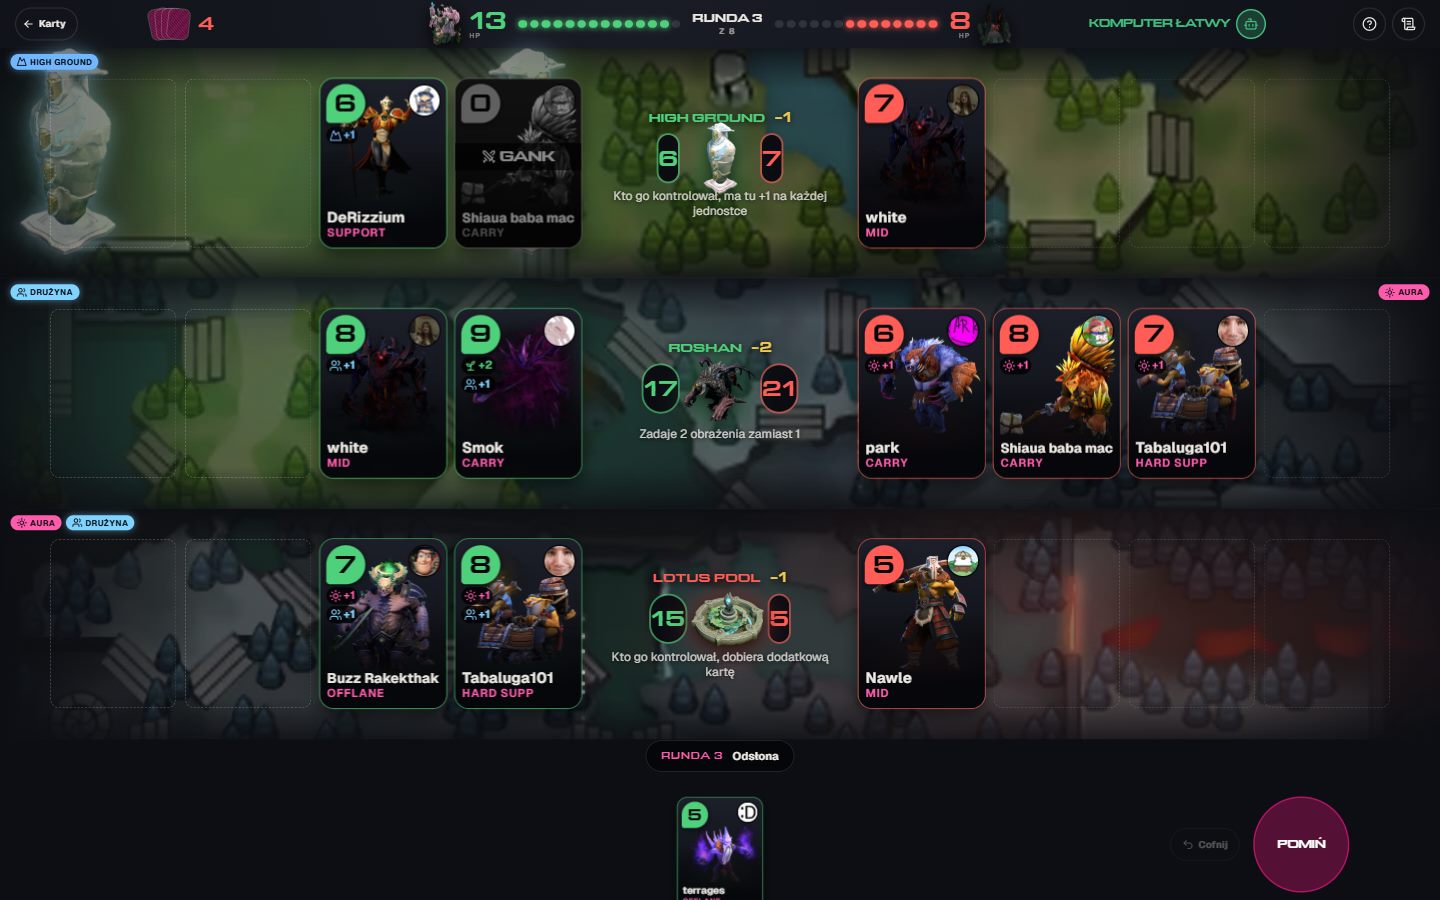 Karty
4
13
HP
RUNDA 3
Z 8
8
HP
KOMPUTER ŁATWY
HIGH GROUND
6
+1
DeRizzium
SUPPORT
0
GANK
Shiaua baba mac
CARRY
HIGH GROUND -1
6
7
Kto go kontrolował, ma tu +1 na każdej
jednostce
7
white
MID
DRUŻYNA
AURA
8
+1
white
MID
9
+2
+1
Smok
CARRY
ROSHAN -2
17
21
Zadaje 2 obrażenia zamiast 1
6
+1
park
CARRY
8
+1
Shiaua baba mac
CARRY
7
+1
Tabaluga101
HARD SUPP
AURA
DRUŻYNA
7
+1
+1
Buzz Rakekthak
OFFLANE
8
+1
+1
Tabaluga101
HARD SUPP
LOTUS POOL -1
15
5
Kto go kontrolował, dobiera dodatkową
kartę
5
Nawle
MID
RUNDA 3 Odsłona
5
:D
terrages
Cofnij
POMIŃ